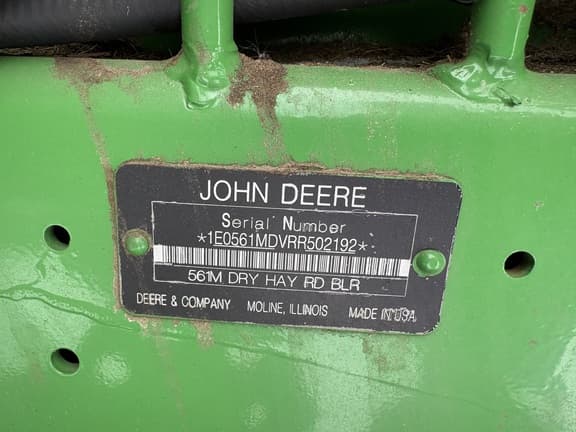 JOHN DEERE
Serial Number
*1E0561MDVRR502192*
561M DRY HAY RD BLR
DEERE & COMPANY MOLINE, ILLINOIS MADE IN USA